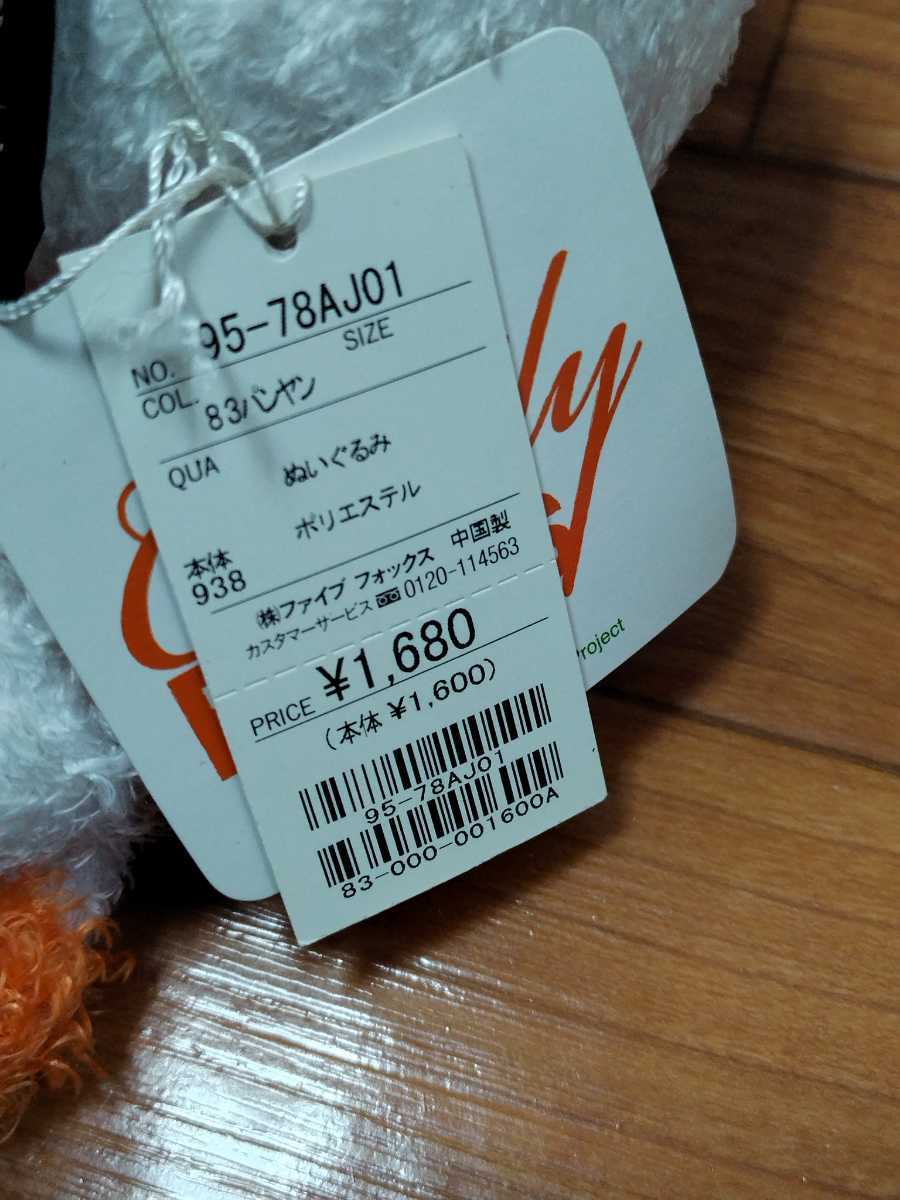 NO. 95-78AJ01
COL. SIZE
83バンヤン
QUA ぬいぐるみ
ポリエステル
本体
938
㈱ファイブ フォックス 中国製
カスタマーサービス 0120-114563
PRICE ¥1,680
(本体 ¥1,600)
95-78AJ01
83-000-001600A
roject